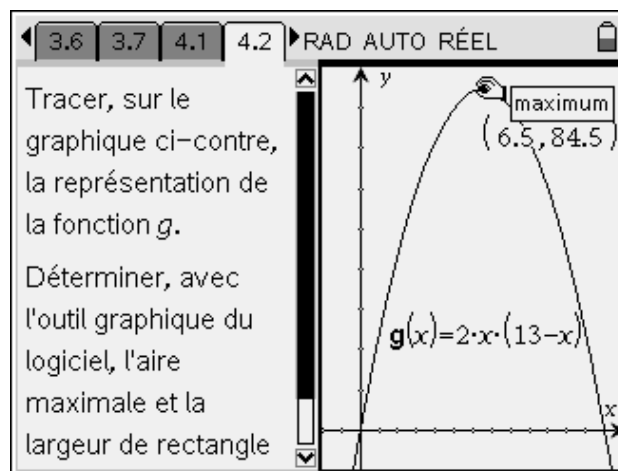 3.6 3.7 4.1 4.2 RAD AUTO RÉEL
Tracer, sur le
graphique ci-contre,
la représentation de
la fonction g.
Déterminer, avec
l'outil graphique du
logiciel, l'aire
maximale et la
largeur de rectangle
y
maximum
(6.5,84.5)
g(x)=2·x·(13-x)
x